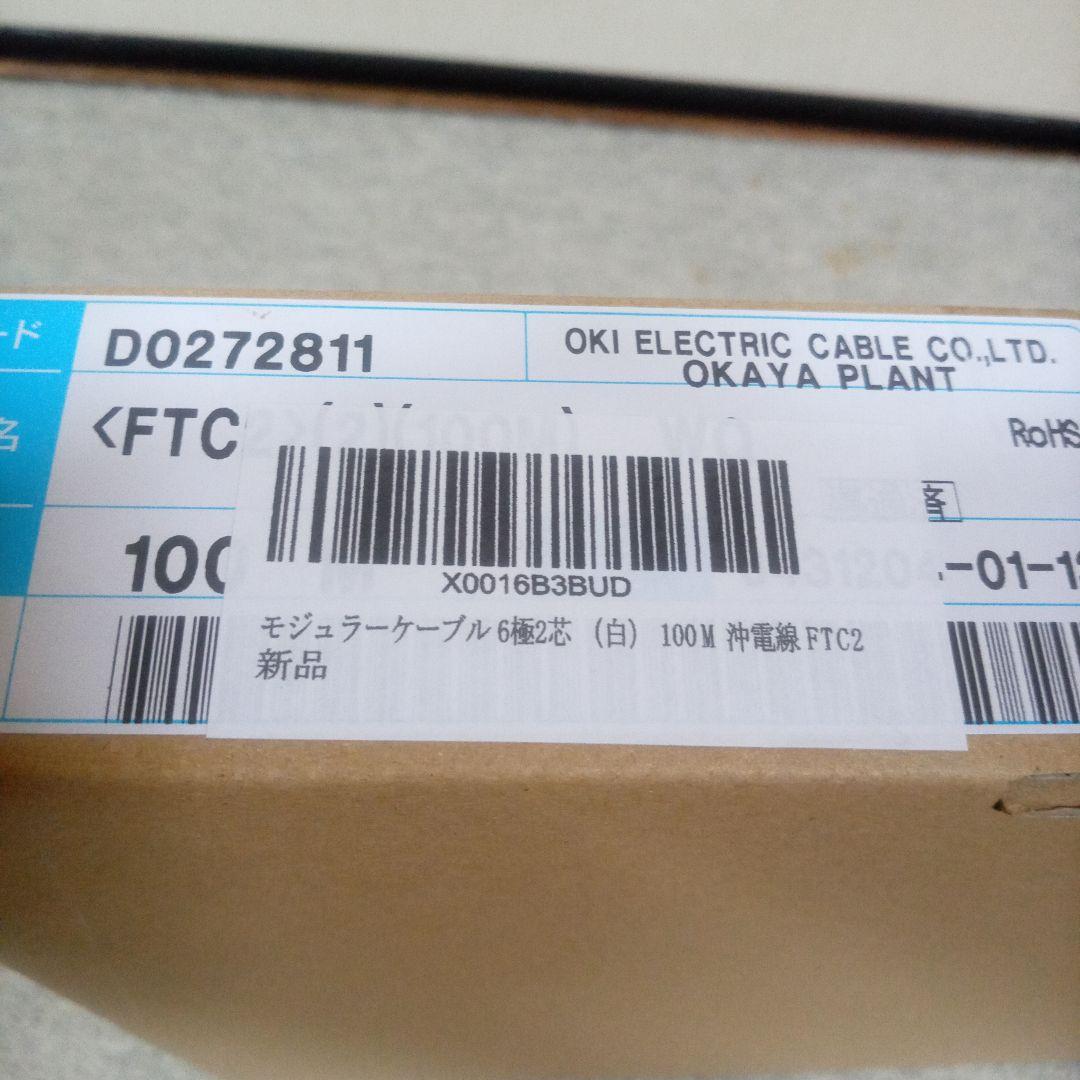 ード
D0272811
OKI ELECTRIC CABLE CO.,LTD.
OKAYA PLANT
名
<FTC
RoHS
100 M
-01-1
X0016B3BUD
モジュラーケーブル 6極2芯 (白) 100M 沖電線 FTC2
新品